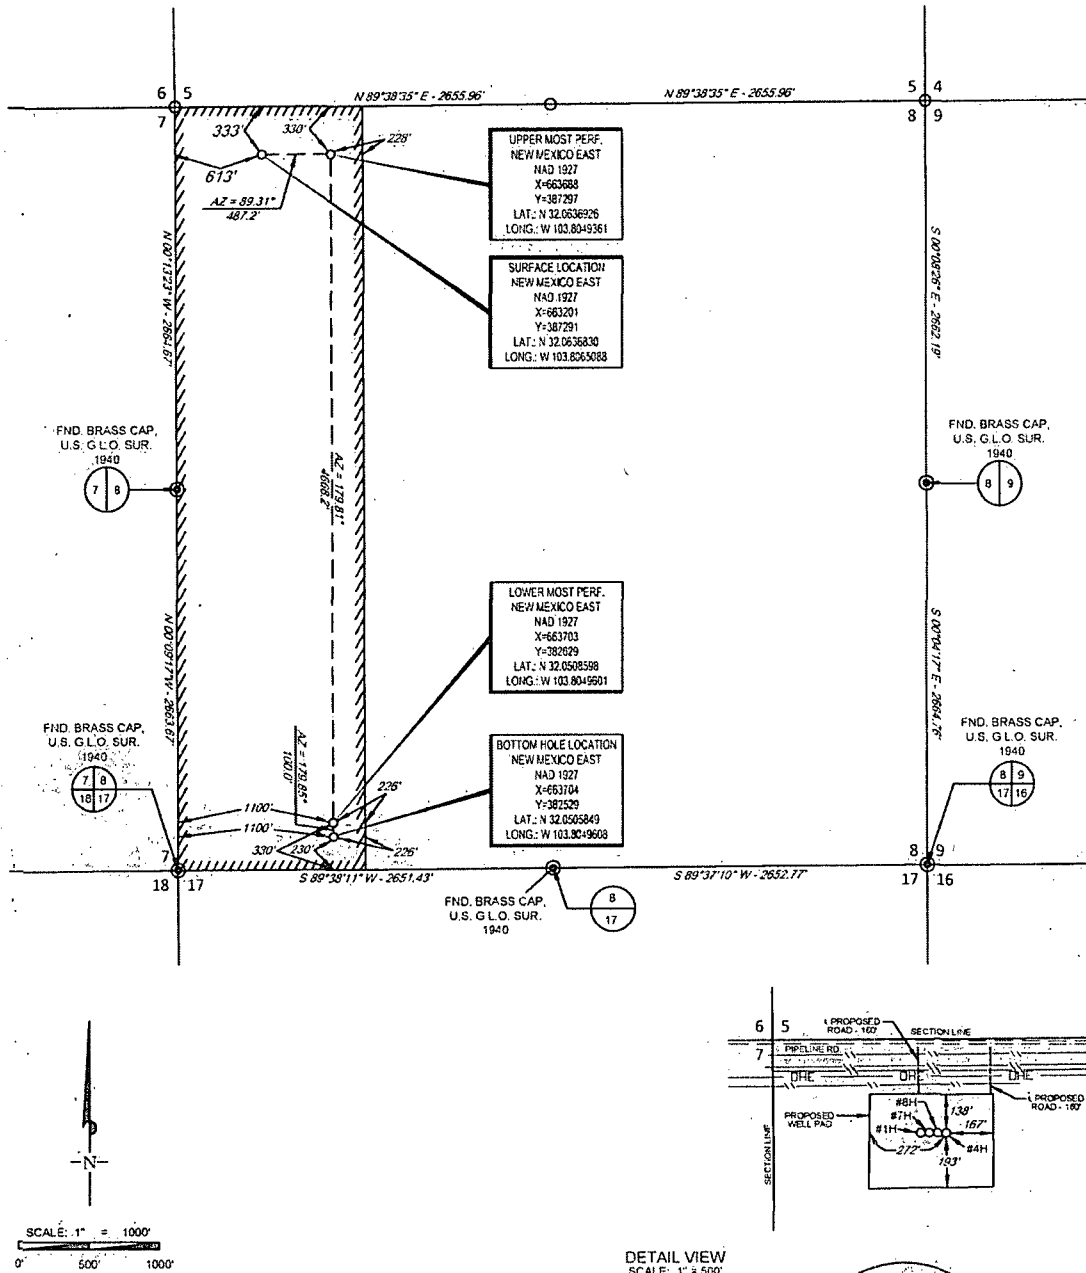 6 5
7
5 4
8 9
N 89°38'35" E - 2655.96'
N 89°38'35" E - 2655.96'
333'
330'
228'
613'
AZ = 89.31°
487.2'
UPPER MOST PERF.
NEW MEXICO EAST
NAD 1927
X=663688
Y=387297
LAT.: N 32.0636926
LONG.: W 103.8049361
SURFACE LOCATION
NEW MEXICO EAST
NAD 1927
X=663201
Y=387291
LAT.: N 32.0636830
LONG.: W 103.8065088
N 00°13'23" W - 2664.67'
S 00°08'26" E - 2662.19'
FND. BRASS CAP,
U.S. G.L.O. SUR.
1940
7 8
FND. BRASS CAP,
U.S. G.L.O. SUR.
1940
8 9
AZ = 179.81°
4668.2'
LOWER MOST PERF.
NEW MEXICO EAST
NAD 1927
X=663703
Y=382629
LAT.: N 32.0508598
LONG.: W 103.8049601
N 00°09'17" W - 2663.67'
S 00°04'17" E - 2664.76'
FND. BRASS CAP,
U.S. G.L.O. SUR.
1940
7 8
18 17
BOTTOM HOLE LOCATION
NEW MEXICO EAST
NAD 1927
X=663704
Y=382529
LAT.: N 32.0505849
LONG.: W 103.8049608
FND. BRASS CAP,
U.S. G.L.O. SUR.
1940
8 9
17 16
AZ = 179.85°
100.0'
226'
1100'
1100'
330'
230'
226'
7
18 17
S 89°38'11" W - 2651.43'
S 89°37'10" W - 2652.77'
8 9
17 16
FND. BRASS CAP,
U.S. G.L.O. SUR.
1940
8
17
N
SCALE: 1" = 1000'
0' 500' 1000'
6 5
7
PROPOSED
ROAD - 160'
SECTION LINE
PIPELINE RD
OHE OHE OHE
PROPOSED
ROAD - 160'
PROPOSED
WELL PAD
#8H
#7H
#1H
#4H
138'
167'
272'
193'
SECTION LINE
DETAIL VIEW
SCALE: 1" = 500'